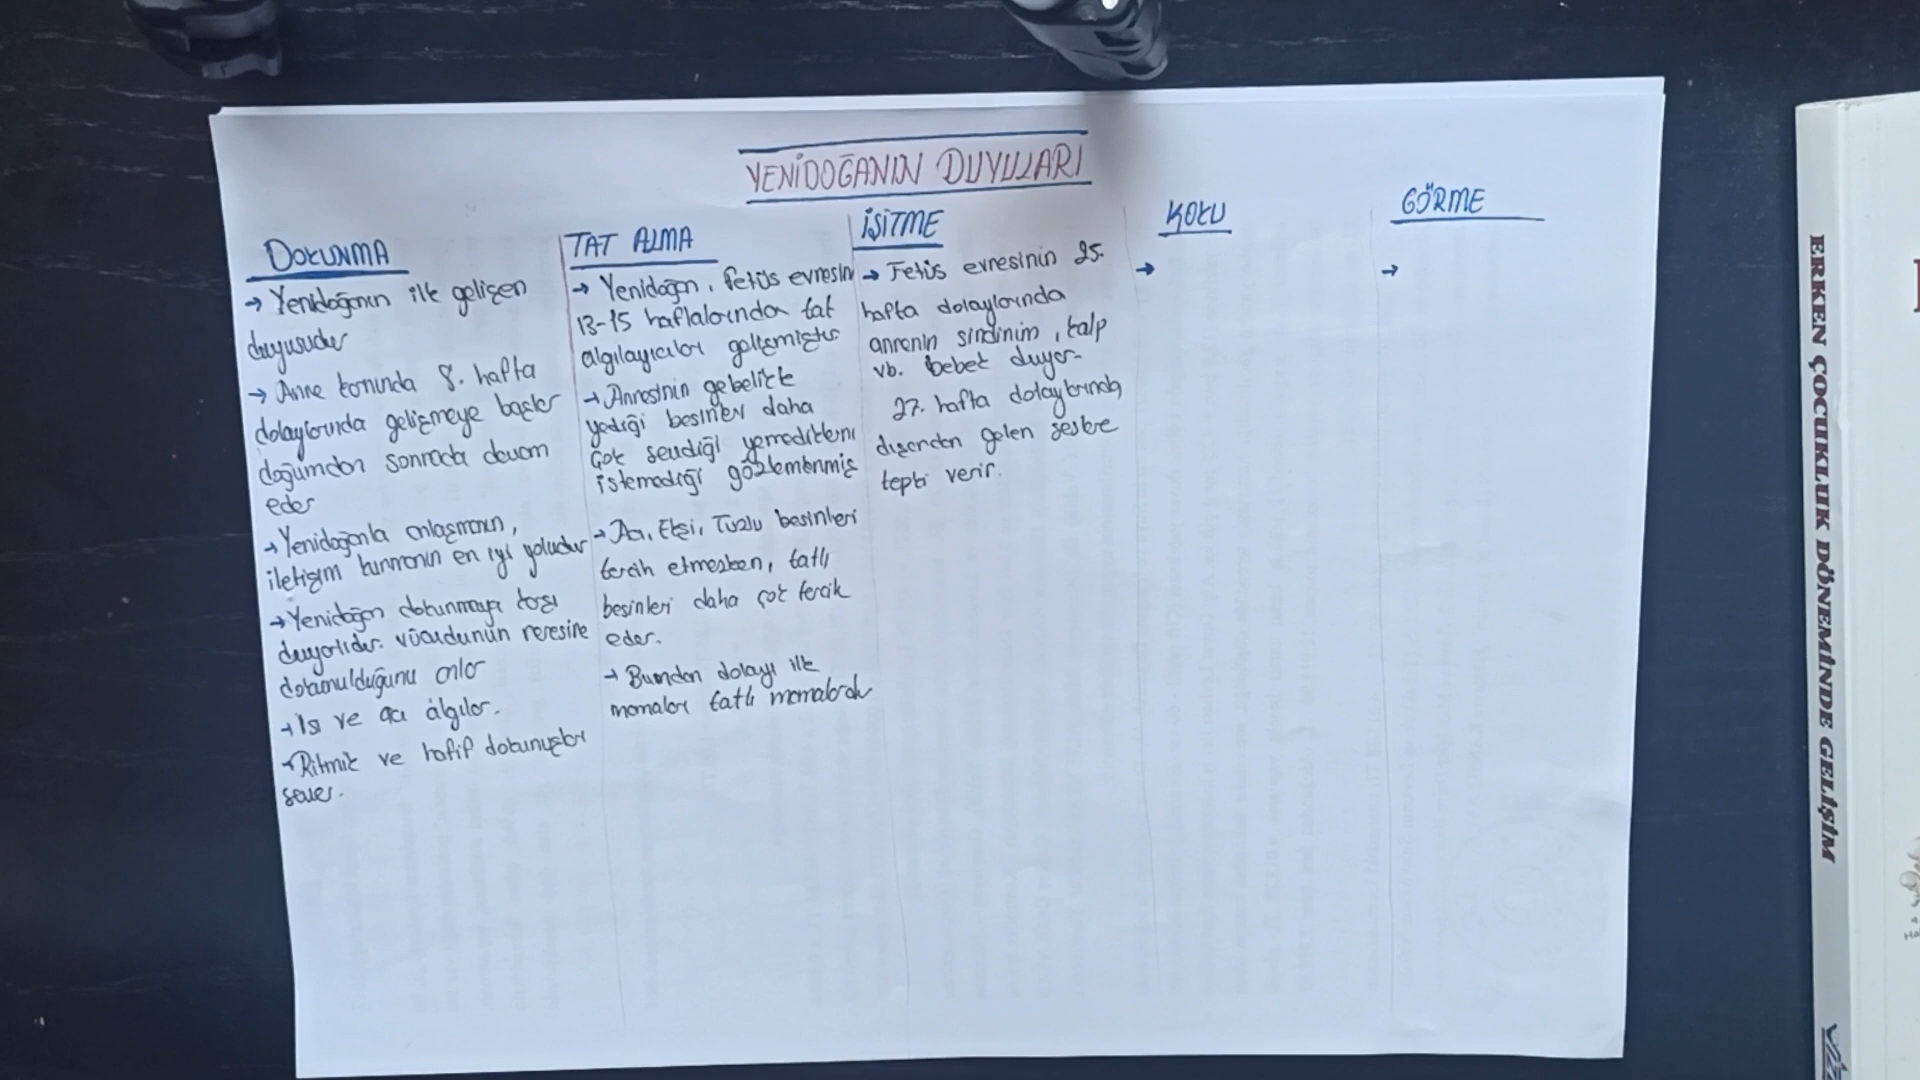 YENİDOĞANIN DUYULARI
DOKUNMA
→ Yenidoğanın ilk gelişen
duyusudur
→ Anne karnında 8. hafta
dolaylarında gelişmeye başlar
doğumdan sonrada devam
eder
→ Yenidoğanla anlaşmanın,
iletişim kurmanın en iyi yoludur
→ Yenidoğan dokunmaya karşı
duyarlıdır. vücudunun neresine
dokunulduğunu anlar
→ Isı ve acı algılar.
→ Ritmik ve hafif dokunuşları
sever.
TAT ALMA
→ Yenidoğan, fetüs evresin
13-15 haftalarından tat
algılayıcıları gelişmiştir
→ Annesinin gebelikte
yediği besinleri daha
çok sevdiği yemediklerini
istemediği gözlemlenmiş
→ Acı, Ekşi, Tuzlu besinleri
tercih etmezken, tatlı
besinleri daha çok tercih
eder.
→ Bundan dolayı ilk
mamaları tatlı mamalardır
İŞİTME
→ Fetüs evresinin 25.
hafta dolaylarında
annenin sindirim, kalp
vb. bebek duyar.
27. hafta dolaylarında
dışarıdan gelen seslere
tepki verir.
KOKU
→
GÖRME
→
ERKEN ÇOCUKLUK DÖNEMİNDE GELİŞİM